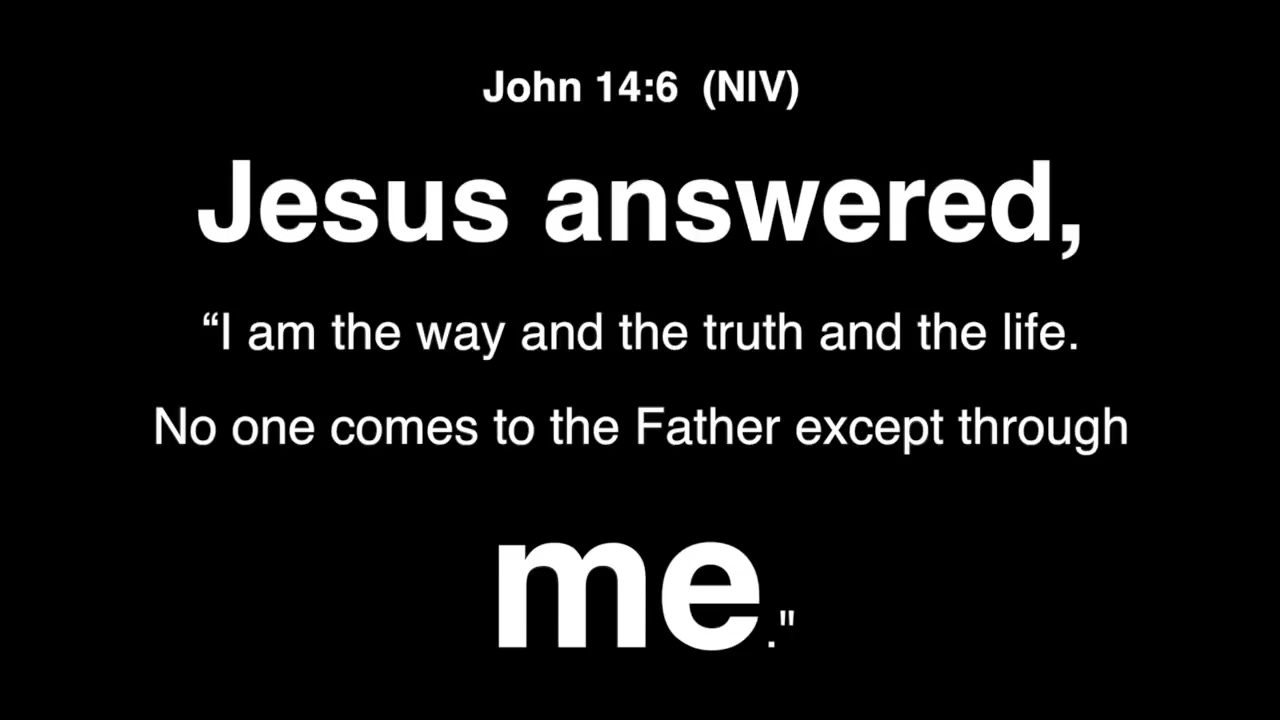 John 14:6  (NIV)
Jesus answered,
“I am the way and the truth and the life.
No one comes to the Father except through
me."